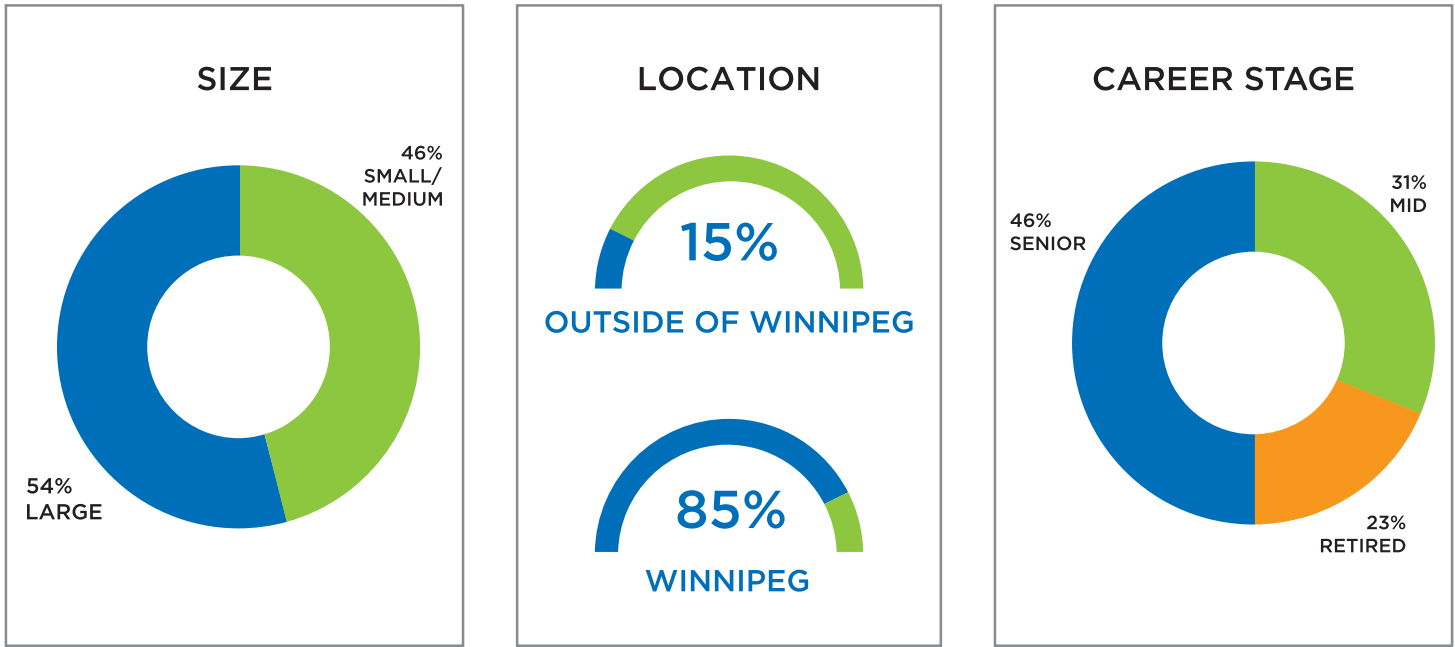 SIZE
46%
SMALL/
MEDIUM
54%
LARGE
LOCATION
15%
OUTSIDE OF WINNIPEG
85%
WINNIPEG
CAREER STAGE
46%
SENIOR
31%
MID
23%
RETIRED